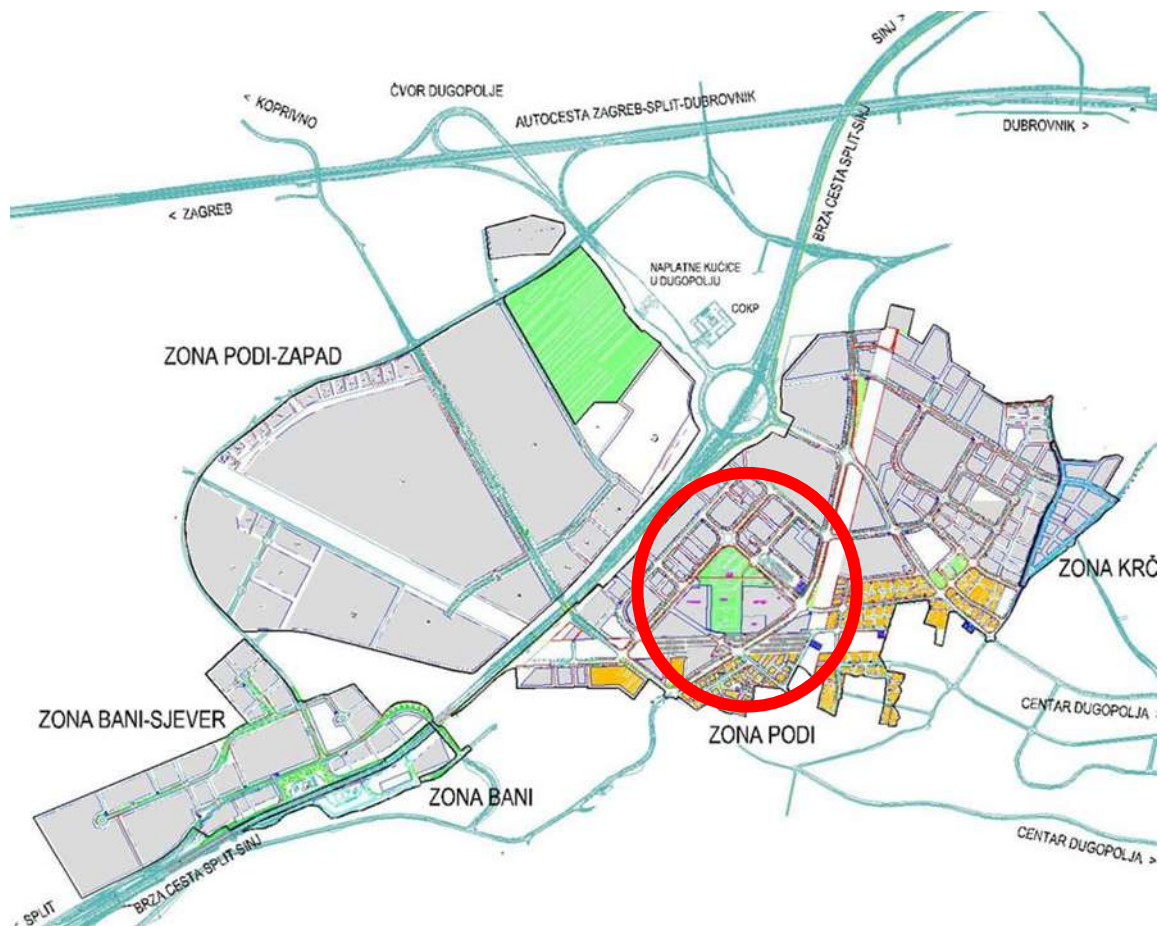 SINJ >
ČVOR DUGOPOLJE
< KOPRIVNO
AUTOCESTA ZAGREB-SPLIT-DUBROVNIK
DUBROVNIK >
BRZA CESTA SPLIT-SINJ
< ZAGREB
NAPLATNE KUĆICE
U DUGOPOLJU
COKP
ZONA PODI-ZAPAD
ZONA KRČ
ZONA BANI-SJEVER
ZONA PODI
CENTAR DUGOPOLJA >
ZONA BANI
CENTAR DUGOPOLJA >
BRZA CESTA SPLIT-SINJ
< SPLIT